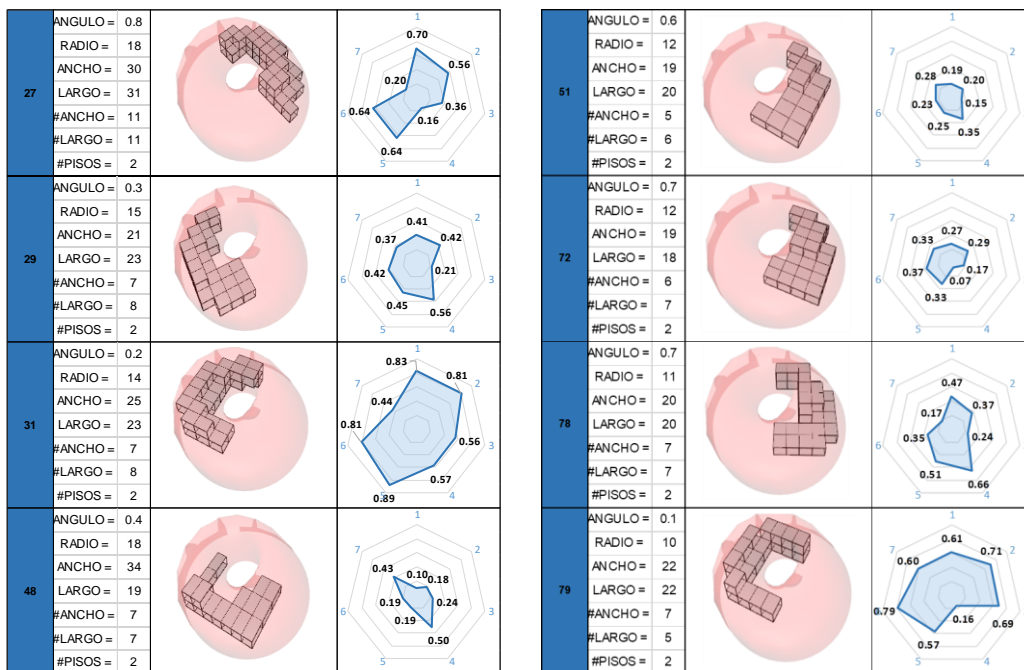 27
ANGULO = 0.8
RADIO = 18
ANCHO = 30
LARGO = 31
#ANCHO = 11
#LARGO = 11
#PISOS = 2
1
0.70
7
2
0.56
0.20
0.36
0.64
6
3
0.16
0.64
5
4
29
ANGULO = 0.3
RADIO = 15
ANCHO = 21
LARGO = 23
#ANCHO = 7
#LARGO = 8
#PISOS = 2
1
0.41
7
2
0.37
0.42
0.42
0.21
6
3
0.45
0.56
5
4
31
ANGULO = 0.2
RADIO = 14
ANCHO = 25
LARGO = 23
#ANCHO = 7
#LARGO = 8
#PISOS = 2
1
0.83
0.81
7
2
0.44
0.81
0.56
6
3
0.57
0.89
5
4
48
ANGULO = 0.4
RADIO = 18
ANCHO = 34
LARGO = 19
#ANCHO = 7
#LARGO = 7
#PISOS = 2
1
7
2
0.43
0.10
0.18
0.19
0.24
6
3
0.19
0.50
5
4
51
ANGULO = 0.6
RADIO = 12
ANCHO = 19
LARGO = 20
#ANCHO = 5
#LARGO = 6
#PISOS = 2
1
7
2
0.28
0.19
0.20
0.23
0.15
6
3
0.25
0.35
5
4
72
ANGULO = 0.7
RADIO = 12
ANCHO = 19
LARGO = 18
#ANCHO = 6
#LARGO = 7
#PISOS = 2
1
7
2
0.27
0.33
0.29
0.37
0.17
0.07
6
3
0.33
5
4
78
ANGULO = 0.7
RADIO = 11
ANCHO = 20
LARGO = 20
#ANCHO = 7
#LARGO = 7
#PISOS = 2
1
0.47
7
2
0.37
0.17
0.35
0.24
6
3
0.51
0.66
5
4
79
ANGULO = 0.1
RADIO = 10
ANCHO = 22
LARGO = 22
#ANCHO = 7
#LARGO = 5
#PISOS = 2
1
0.61
7
2
0.71
0.60
0.79
6
3
0.69
0.16
0.57
5
4